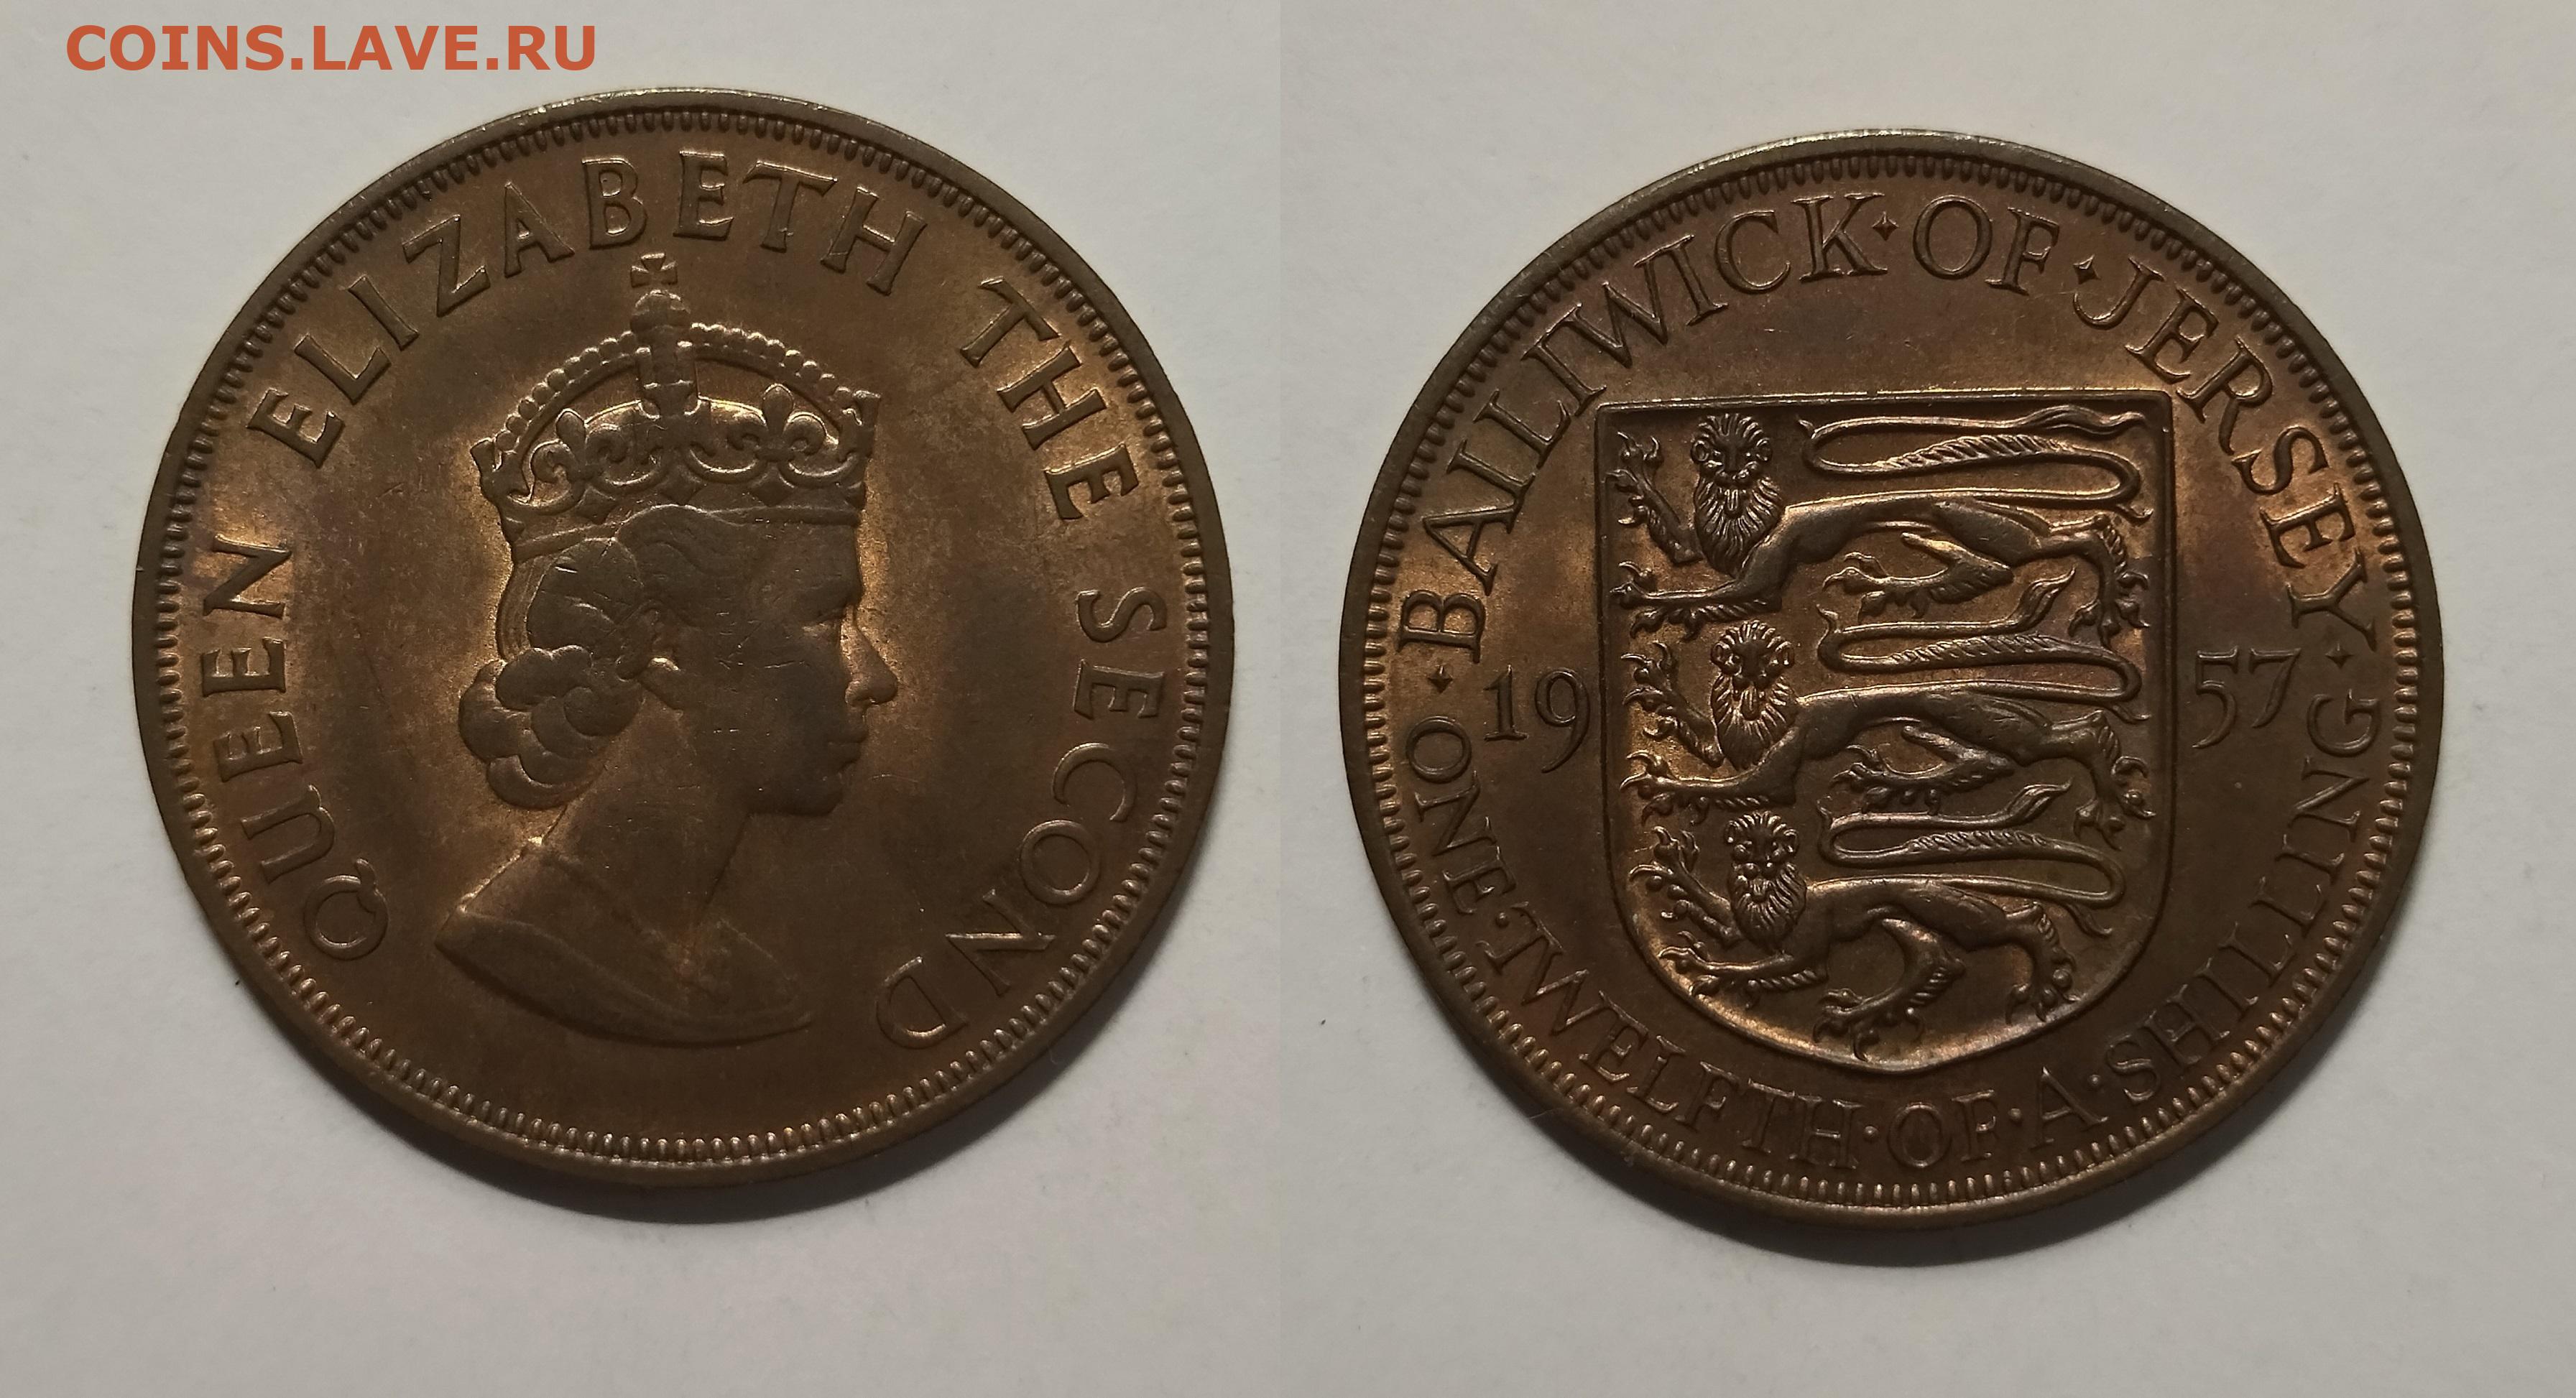 COINS.LAVE.RU
QUEEN ELIZABETH THE SECOND
BAILIWICK·OF·JERSEY
19 57
ONE·TWELFTH·OF·A·SHILLING